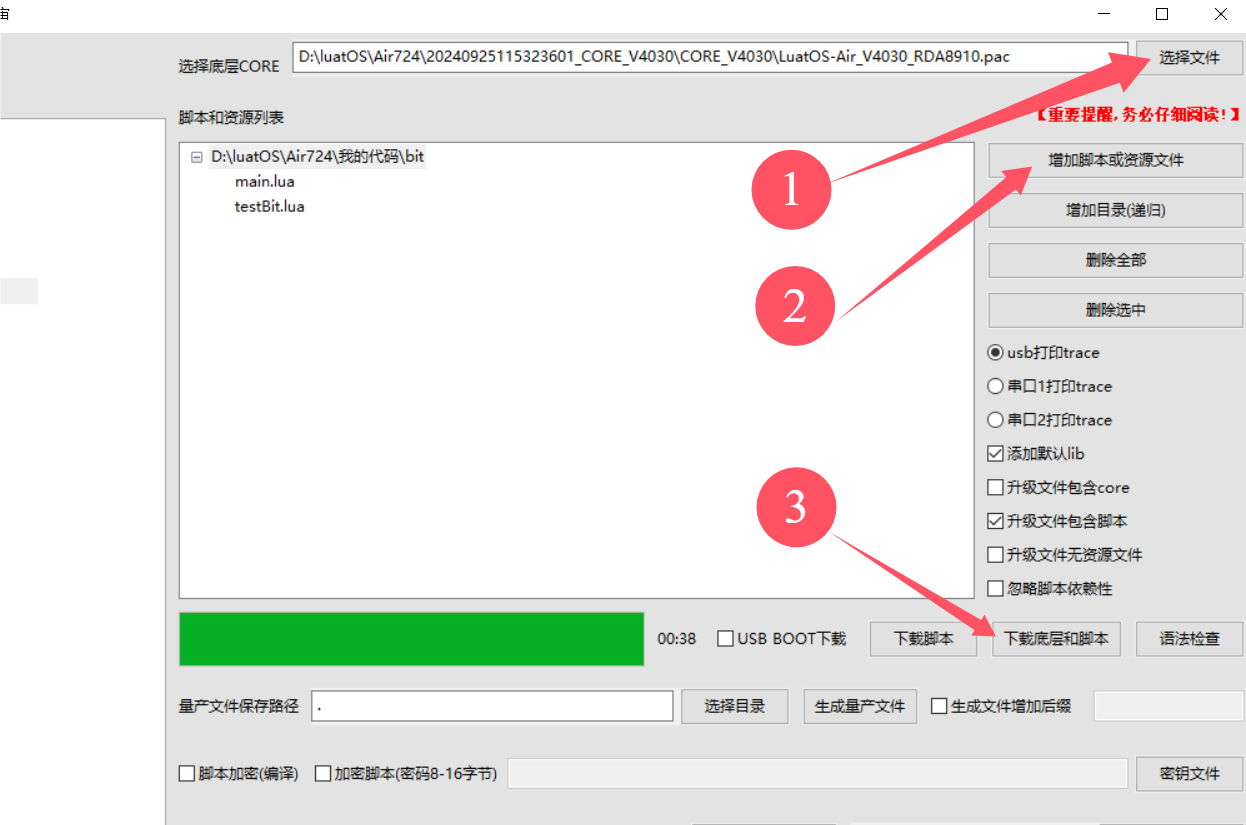 宙
选择底层CORE
D:\luatOS\Air724\20240925115323601_CORE_V4030\CORE_V4030\LuatOS-Air_V4030_RDA8910.pac
选择文件
脚本和资源列表
【重要提醒,务必仔细阅读!】
D:\luatOS\Air724\我的代码\bit
main.lua
testBit.lua
1
2
3
增加脚本或资源文件
增加目录(递归)
删除全部
删除选中
usb打印trace
串口1打印trace
串口2打印trace
添加默认lib
升级文件包含core
升级文件包含脚本
升级文件无资源文件
忽略脚本依赖性
00:38
USB BOOT下载
下载脚本
下载底层和脚本
语法检查
量产文件保存路径
.
选择目录
生成量产文件
生成文件增加后缀
脚本加密(编译)
加密脚本(密码8-16字节)
密钥文件